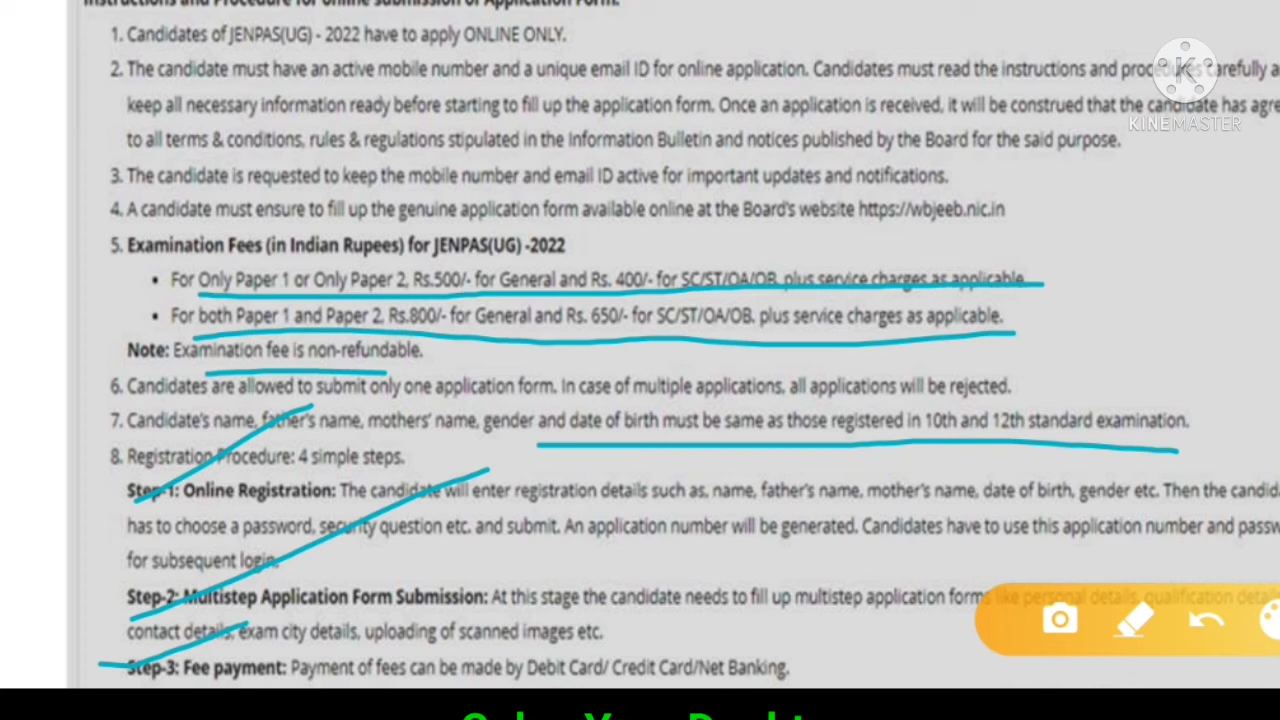 Instructions and Procedure for online submission of Application Form:
1. Candidates of JENPAS(UG) - 2022 have to apply ONLINE ONLY.
2. The candidate must have an active mobile number and a unique email ID for online application. Candidates must read the instructions and procedures carefully
keep all necessary information ready before starting to fill up the application form. Once an application is received, it will be construed that the candidate has
to all terms & conditions, rules & regulations stipulated in the Information Bulletin and notices published by the Board for the said purpose.
3. The candidate is requested to keep the mobile number and email ID active for important updates and notifications.
4. A candidate must ensure to fill up the genuine application form available online at the Board's website https://wbjeeb.nic.in
5. Examination Fees (in Indian Rupees) for JENPAS(UG) -2022
• For Only Paper 1 or Only Paper 2, Rs.500/- for General and Rs. 400/- for SC/ST/OA/OB, plus service charges as applicable.
• For both Paper 1 and Paper 2, Rs.800/- for General and Rs. 650/- for SC/ST/OA/OB, plus service charges as applicable.
Note: Examination fee is non-refundable.
6. Candidates are allowed to submit only one application form. In case of multiple applications, all applications will be rejected.
7. Candidate's name, father's name, mothers' name, gender and date of birth must be same as those registered in 10th and 12th standard examination.
8. Registration Procedure: 4 simple steps.
Step-1: Online Registration: The candidate will enter registration details such as, name, father's name, mother's name, date of birth, gender etc. Then the
has to choose a password, security question etc. and submit. An application number will be generated. Candidates have to use this application number and
for subsequent login.
Step-2: Multistep Application Form Submission: At this stage the candidate needs to fill up multistep application forms like personal details, qualification
contact details, exam city details, uploading of scanned images etc.
Step-3: Fee payment: Payment of fees can be made by Debit Card/ Credit Card/Net Banking.
KINEMASTER